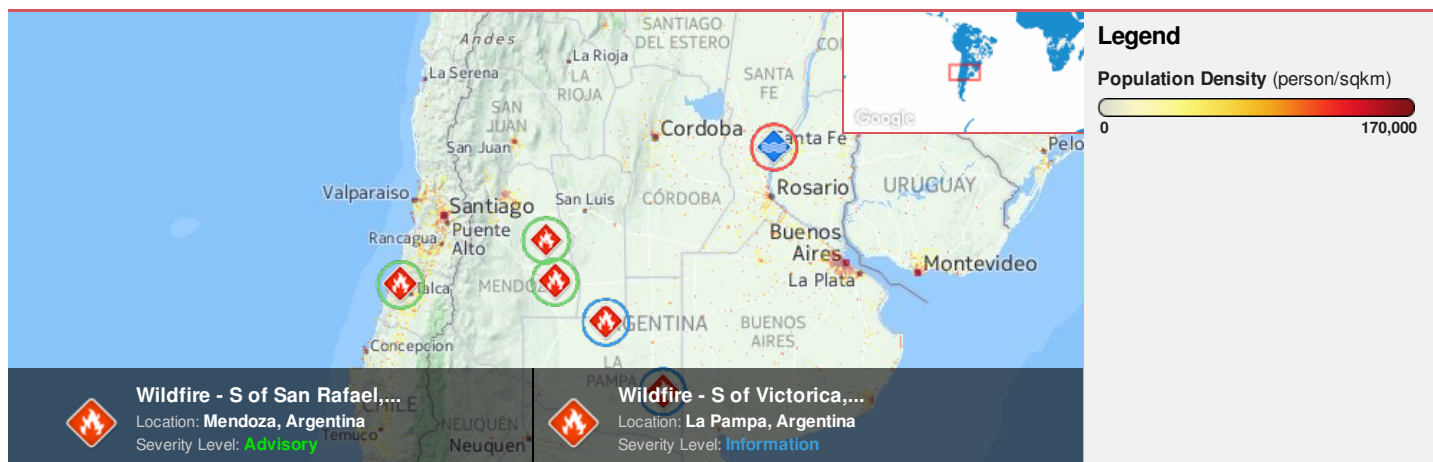 SANTIAGO
DEL ESTERO
CO
Andes
La Rioja
LA
RIOJA
La Serena
SANTA
FE
SAN
JUAN
Google
Cordoba
Santa Fe
San Juan
Pelo
Valparaiso
San Luis
CÓRDOBA
Rosario
URUGUAY
Santiago
Puente
Alto
Rancagua
Buenos
Aires
Montevideo
La Plata
Talca
MENDOZ
ARGENTINA
BUENOS
AIRES
Concepcion
LA
PAMPA
CHILE
NEUQUÉN
Temuco
Neuquen
Wildfire - S of San Rafael,...
Location: Mendoza, Argentina
Severity Level: Advisory
Wildfire - S of Victorica,...
Location: La Pampa, Argentina
Severity Level: Information
Legend
Population Density (person/sqkm)
0
170,000